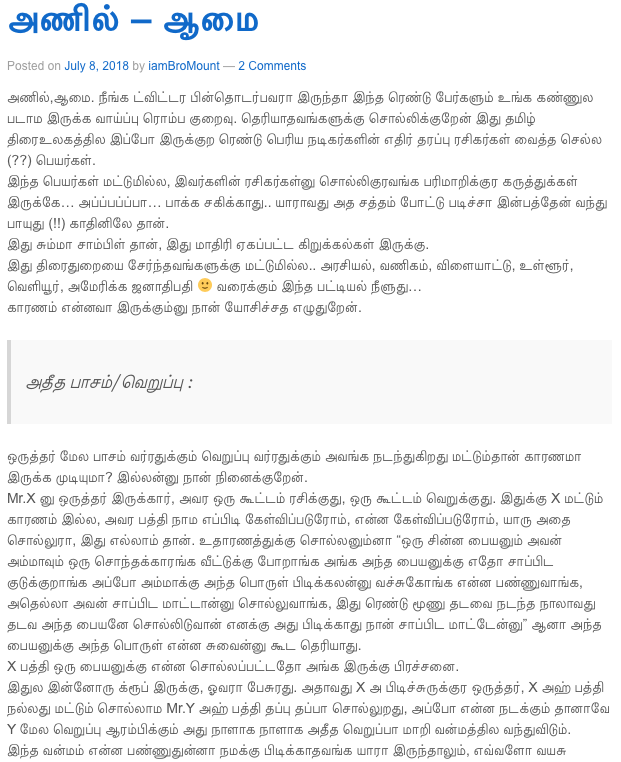 அணில் – ஆமை
Posted on July 8, 2018 by iamBroMount — 2 Comments
அணில்,ஆமை. நீங்க ட்விட்டர பின்தொடர்பவரா இருந்தா இந்த ரெண்டு பேர்களும் உங்க கண்ணுல
படாம இருக்க வாய்ப்பு ரொம்ப குறைவு. தெரியாதவங்களுக்கு சொல்லிக்குறேன் இது தமிழ்
திரைஉலகத்தில இப்போ இருக்குற ரெண்டு பெரிய நடிகர்களின் எதிர் தரப்பு ரசிகர்கள் வைத்த செல்ல
(??) பெயர்கள்.
இந்த பெயர்கள் மட்டுமில்ல, இவர்களின் ரசிகர்கள்னு சொல்லிகுரவங்க பரிமாறிக்குர கருத்துக்கள்
இருக்கே… அப்ப்பப்ப்பா… பாக்க சகிக்காது.. யாராவது அத சத்தம் போட்டு படிச்சா இன்பத்தேன் வந்து
பாயுது (!!) காதினிலே தான்.
இது சும்மா சாம்பிள் தான், இது மாதிரி ஏகப்பட்ட கிறுக்கல்கள் இருக்கு.
இது திரைதுறையை சேர்ந்தவங்களுக்கு மட்டுமில்ல.. அரசியல், வணிகம், விளையாட்டு, உள்ளூர்,
வெளியூர், அமேரிக்க ஜனாதிபதி 🙂 வரைக்கும் இந்த பட்டியல் நீளுது…
காரணம் என்னவா இருக்கும்னு நான் யோசிச்சத எழுதுறேன்.
அதீத பாசம்/வெறுப்பு :
ஒருத்தர் மேல பாசம் வர்ரதுக்கும் வெறுப்பு வர்ரதுக்கும் அவங்க நடந்துகிறது மட்டும்தான் காரணமா
இருக்க முடியுமா? இல்லன்னு நான் நினைக்குறேன்.
Mr.X னு ஒருத்தர் இருக்கார், அவர ஒரு கூட்டம் ரசிக்குது, ஒரு கூட்டம் வெறுக்குது. இதுக்கு X மட்டும்
காரணம் இல்ல, அவர பத்தி நாம எப்பிடி கேள்விப்படுரோம், என்ன கேள்விப்படுரோம், யாரு அதை
சொல்லுரா, இது எல்லாம் தான். உதாரணத்துக்கு சொல்லனும்னா “ஒரு சின்ன பையனும் அவன்
அம்மாவும் ஒரு சொந்தக்காரங்க வீட்டுக்கு போறாங்க அங்க அந்த பையனுக்கு எதோ சாப்பிட
குடுக்குறாங்க அப்போ அம்மாக்கு அந்த பொருள் பிடிக்கலன்னு வச்சுகோங்க என்ன பண்ணுவாங்க,
அதெல்லா அவன் சாப்பிட மாட்டான்னு சொல்லுவாங்க, இது ரெண்டு மூணு தடவை நடந்த நாலாவது
தடவ அந்த பையனே சொல்லிடுவான் எனக்கு அது பிடிக்காது நான் சாப்பிட மாட்டேன்னு” ஆனா அந்த
பையனுக்கு அந்த பொருள் என்ன சுவைன்னு கூட தெரியாது.
X பத்தி ஒரு பையனுக்கு என்ன சொல்லப்பட்டதோ அங்க இருக்கு பிரச்சனை.
இதுல இன்னோரு க்ரூப் இருக்கு, ஓவரா பேசுரது. அதாவது X அ பிடிச்சுருக்குர ஒருத்தர், X அஹ் பத்தி
நல்லது மட்டும் சொல்லாம Mr.Y அஹ் பத்தி தப்பு தப்பா சொல்லுறது, அப்போ என்ன நடக்கும் தானாவே
Y மேல வெறுப்பு ஆரம்பிக்கும் அது நாளாக நாளாக அதீத வெறுப்பா மாறி வன்மத்தில வந்துவிடும்.
இந்த வன்மம் என்ன பண்ணுதுன்னா நமக்கு பிடிக்காதவங்க யாரா இருந்தாலும், எவ்வளோ வயசு